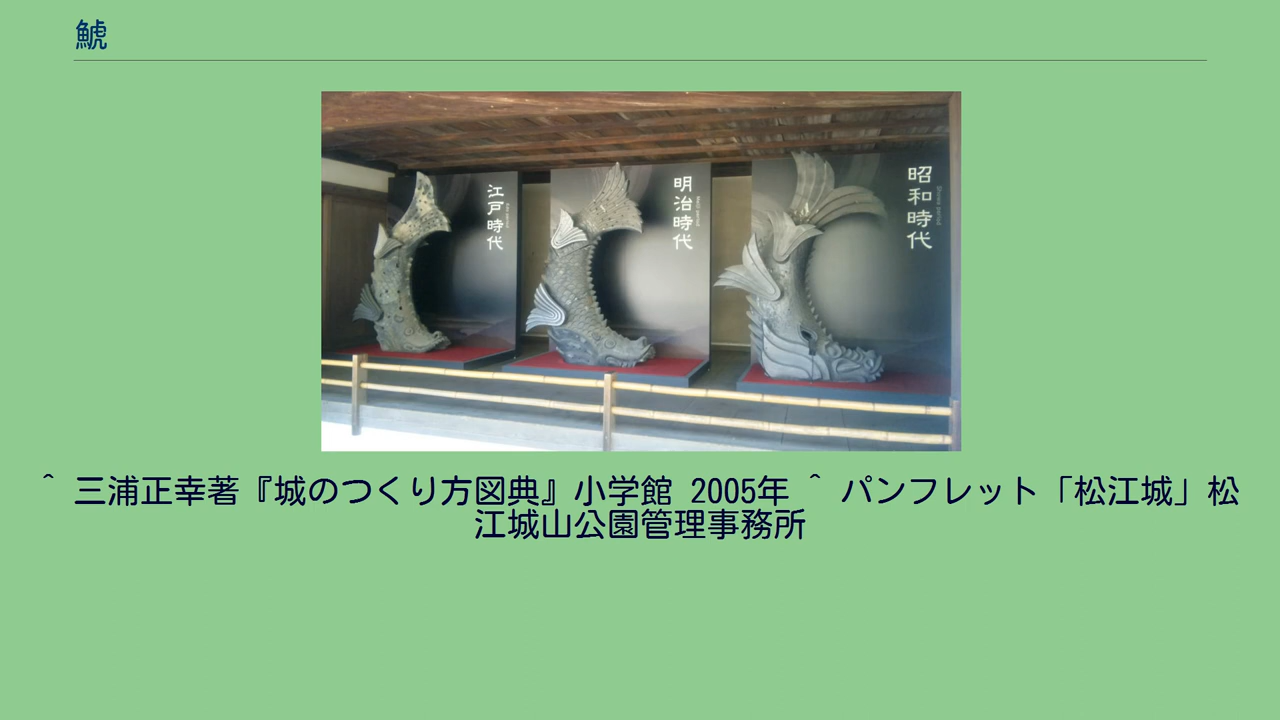 鯱
江戸時代
明治時代
昭和時代
Showa period
^ 三浦正幸著『城のつくり方図典』小学館 2005年 ^ パンフレット「松江城」松
江城山公園管理事務所